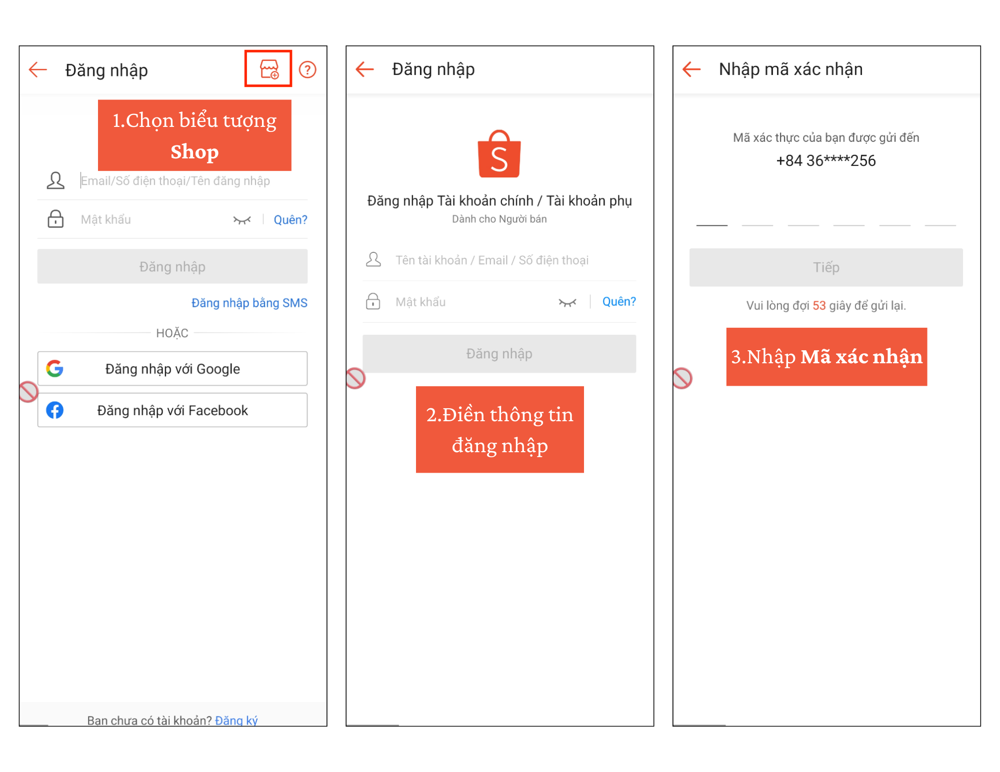 Đăng nhập
1.Chọn biểu tượng
Shop
Email/Số điện thoại/Tên đăng nhập
Mật khẩu
Quên?
Đăng nhập
Đăng nhập bằng SMS
HOẶC
Đăng nhập với Google
Đăng nhập với Facebook
Bạn chưa có tài khoản? Đăng ký
Đăng nhập
S
Đăng nhập Tài khoản chính / Tài khoản phụ
Dành cho Người bán
Tên tài khoản / Email / Số điện thoại
Mật khẩu
Quên?
Đăng nhập
2.Điền thông tin
đăng nhập
Nhập mã xác nhận
Mã xác thực của bạn được gửi đến
+84 36****256
Tiếp
Vui lòng đợi 53 giây để gửi lại.
3.Nhập Mã xác nhận